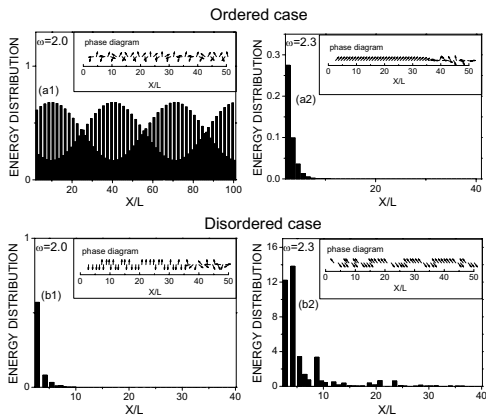 Ordered case
ω=2.0
phase diagram
0 10 20 30 40 50
X/L
(a1)
ENERGY DISTRIBUTION
1
0
20 40 60 80 100
X/L
ω=2.3
phase diagram
0 10 20 30 40 50
X/L
(a2)
ENERGY DISTRIBUTION
0.3
0.2
0.1
0.0
20 40
X/L
Disordered case
ω=2.0
phase diagram
0 10 20 30 40 50
X/L
(b1)
ENERGY DISTRIBUTION
1
0
10 20 30 40
X/L
ω=2.3
phase diagram
0 10 20 30 40 50
X/L
(b2)
ENERGY DISTRIBUTION
16
12
8
4
0
10 20 30 40
X/L